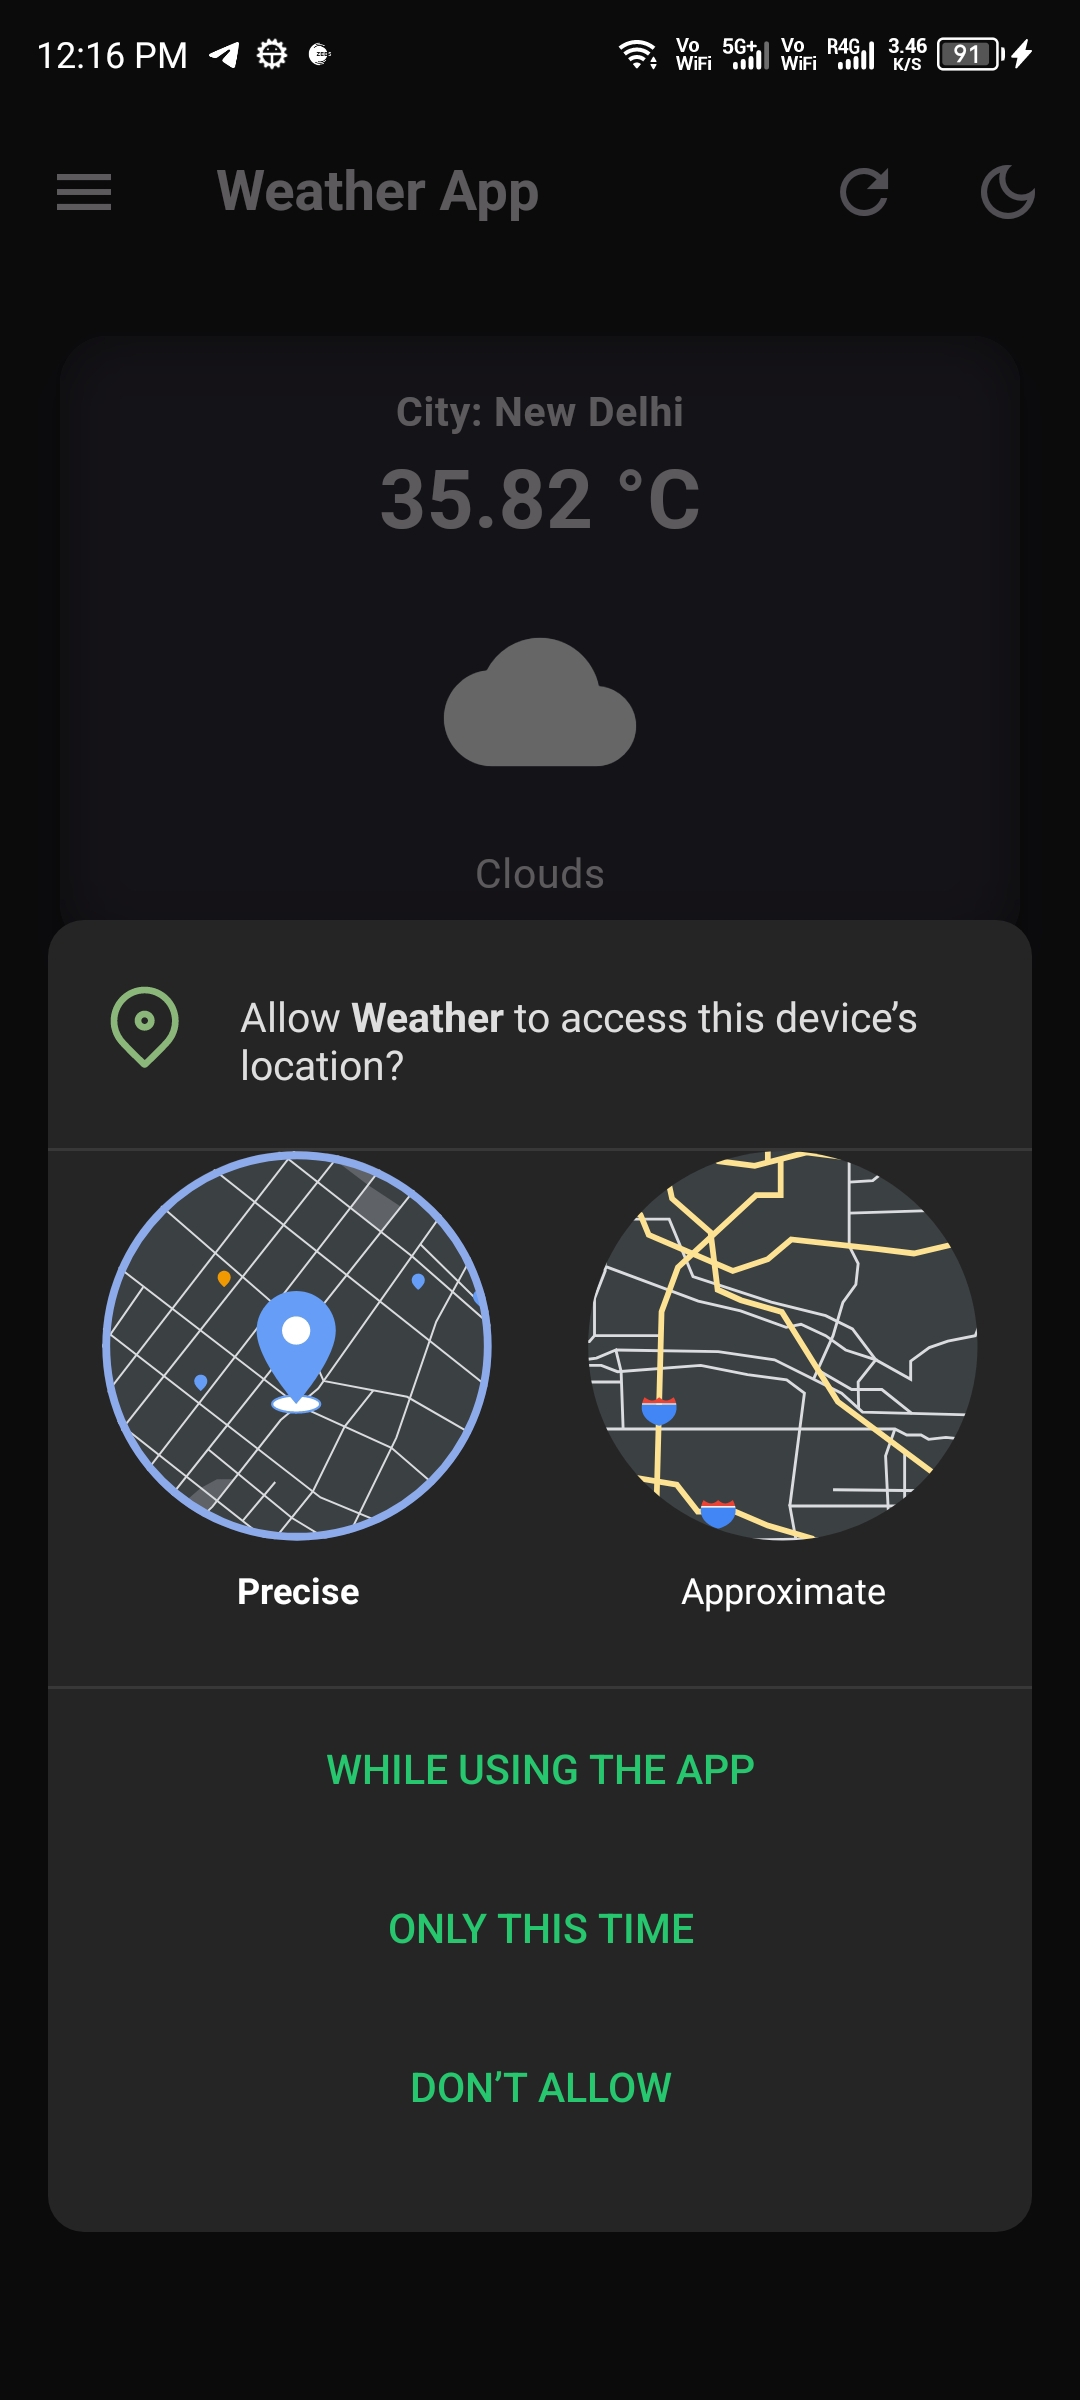 12:16 PM
Vo WiFi 5G+ Vo WiFi R4G 3.46 K/S 91
Weather App
City: New Delhi
35.82 °C
Clouds
Allow Weather to access this device’s
location?
Precise
Approximate
WHILE USING THE APP
ONLY THIS TIME
DON’T ALLOW